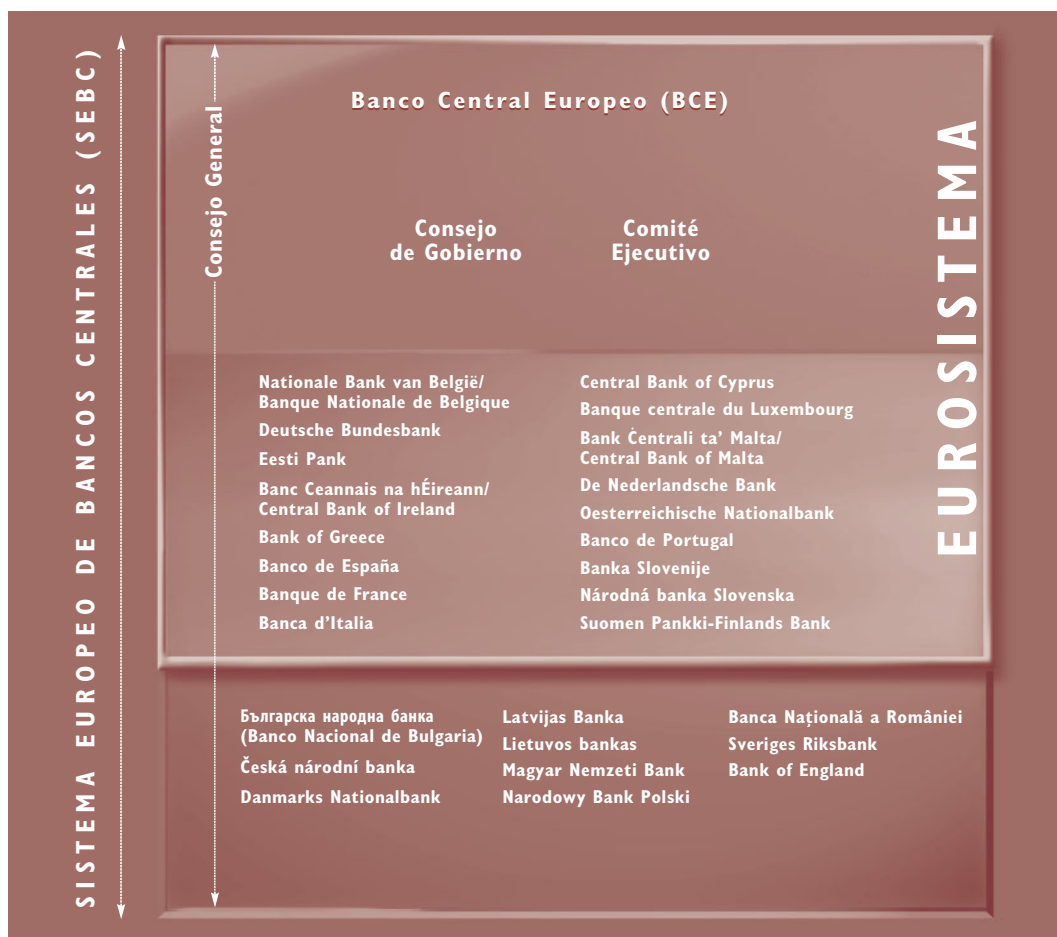 SISTEMA EUROPEO DE BANCOS CENTRALES (SEBC)
Consejo General
Banco Central Europeo (BCE)
Consejo
de Gobierno
Comité
Ejecutivo
EUROSISTEMA
Nationale Bank van België/
Banque Nationale de Belgique
Deutsche Bundesbank
Eesti Pank
Banc Ceannais na hÉireann/
Central Bank of Ireland
Bank of Greece
Banco de España
Banque de France
Banca d’Italia
Central Bank of Cyprus
Banque centrale du Luxembourg
Bank Ċentrali ta’ Malta/
Central Bank of Malta
De Nederlandsche Bank
Oesterreichische Nationalbank
Banco de Portugal
Banka Slovenije
Národná banka Slovenska
Suomen Pankki-Finlands Bank
Българска народна банка
(Banco Nacional de Bulgaria)
Česká národní banka
Danmarks Nationalbank
Latvijas Banka
Lietuvos bankas
Magyar Nemzeti Bank
Narodowy Bank Polski
Banca Națională a României
Sveriges Riksbank
Bank of England